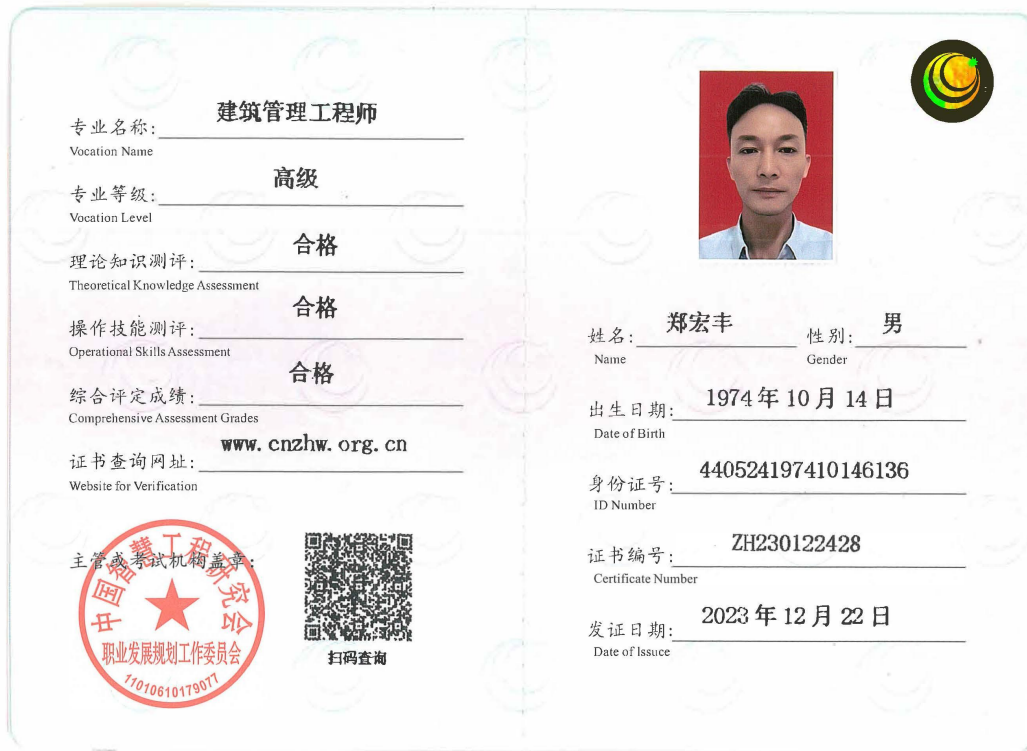 专业名称: 建筑管理工程师
Vocation Name
专业等级: 高级
Vocation Level
理论知识测评: 合格
Theoretical Knowledge Assessment
操作技能测评: 合格
Operational Skills Assessment
综合评定成绩: 合格
Comprehensive Assessment Grades
证书查询网址: www.cnzhw.org.cn
Website for Verification
主管或考试机构盖章:
中国智慧工程研究会
职业发展规划工作委员会
11010610179077
扫码查询
姓名: 郑宏丰 性别: 男
Name Gender
出生日期: 1974年10月14日
Date of Birth
身份证号: 440524197410146136
ID Number
证书编号: ZH230122428
Certificate Number
发证日期: 2023年12月22日
Date of Issuce